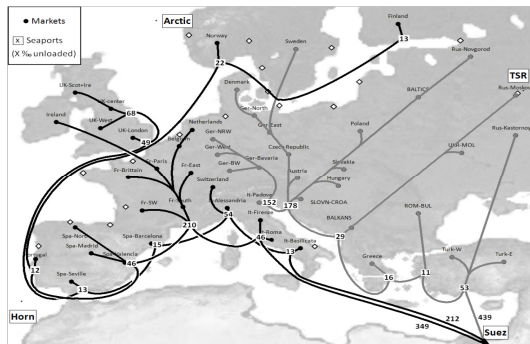 Markets
x Seaports
(X ‰ unloaded)
Arctic
Finland
Norway
13
Sweden
Rus-Novgorod
22
TSR
UK-Scot+Ire
Denmark
BALTICY
Rus-Moskow
UK-center
Ger-North
Ireland
68
Netherlands
Ger-East
Poland
Rus-Kastornoy
UK-West
Belgium
Ger-NRW
UK-London
Ger-West
Czech Republic
UKR-MOL
49
Fr-Paris
Fr-East
Ger-Bavaria
Slovakia
Fr-Brittain
Ger-BW
Austria
Switzerland
Hungary
It-Padova
Fr-SW
Fr-South
Alessandria
152
178
SLOVN-CROA
54
It-Firenze
BALKANS
ROM-BUL
210
Spa-North
Spa-Barcelona
46
It-Roma
29
Portugal
Spa-Madrid
15
It-Basilicata
Turk-W
Spa-Valencia
13
Greece
Turk-E
12
46
16
11
Spa-Seville
13
53
Horn
212
439
349
Suez